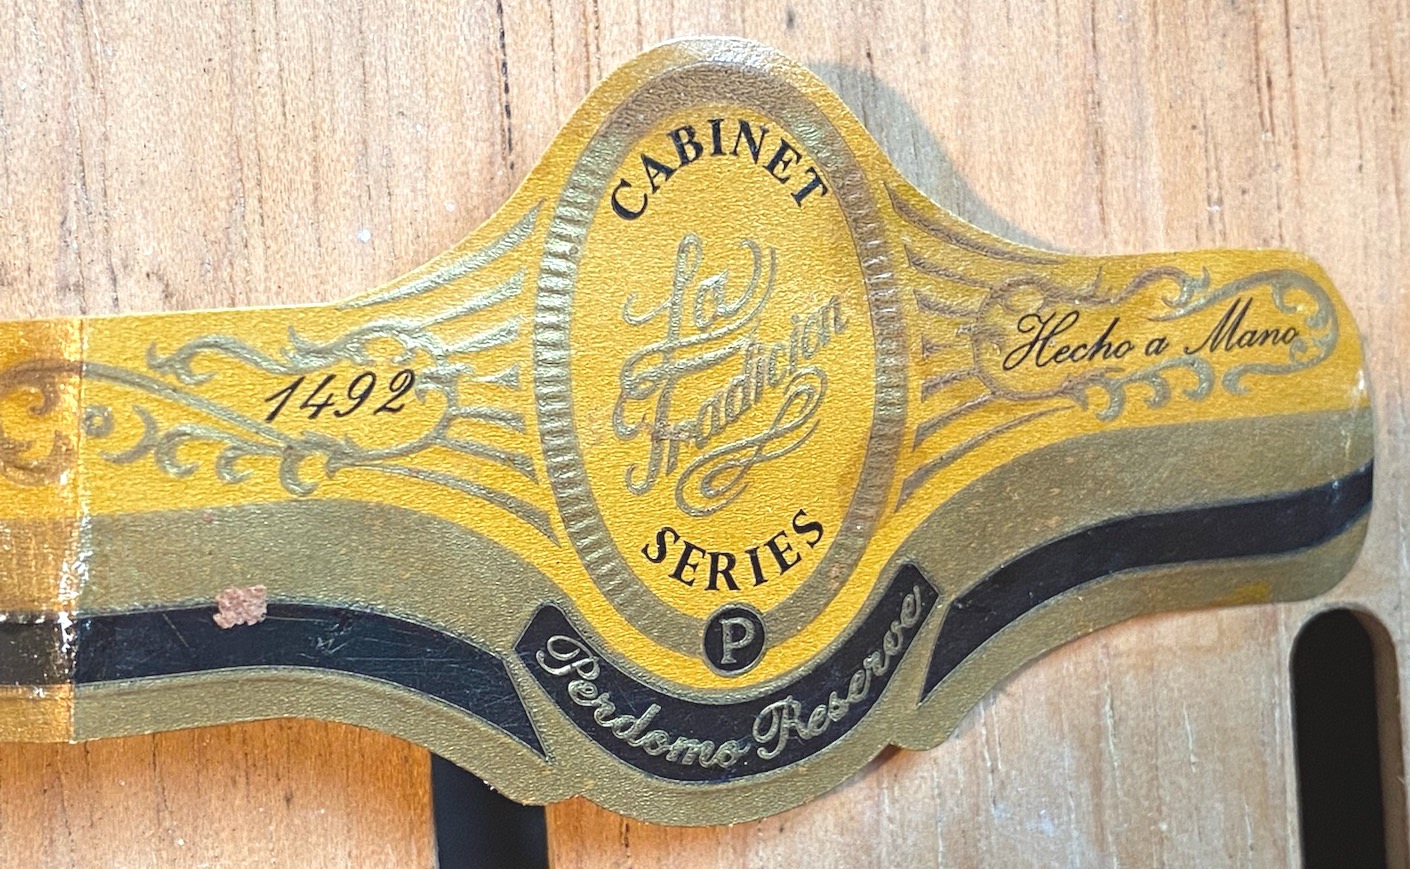 CABINET
La
Tradicion
SERIES
P
Perdomo Reserve
1492
Hecho a Mano